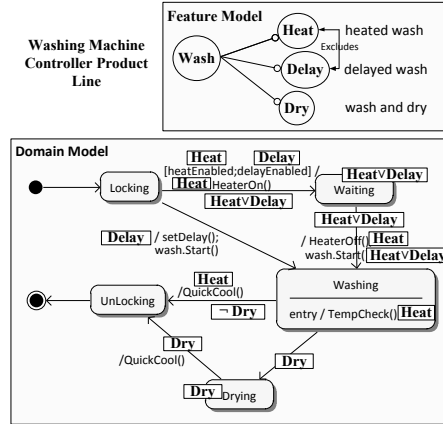 Washing Machine
Controller Product
Line
Feature Model
Wash
Heat
heated wash
Excludes
Delay
delayed wash
Dry
wash and dry
Domain Model
Heat Delay
[heatEnabled;delayEnabled] /
Heat HeaterOn()
Heat∨Delay
Locking
Heat∨Delay
Waiting
Heat∨Delay
Delay / setDelay();
wash.Start()
/ HeaterOff() Heat
wash.Start() Heat∨Delay
Heat
/QuickCool()
UnLocking
¬ Dry
Washing
entry / TempCheck() Heat
Dry
/QuickCool()
Dry
Dry Drying